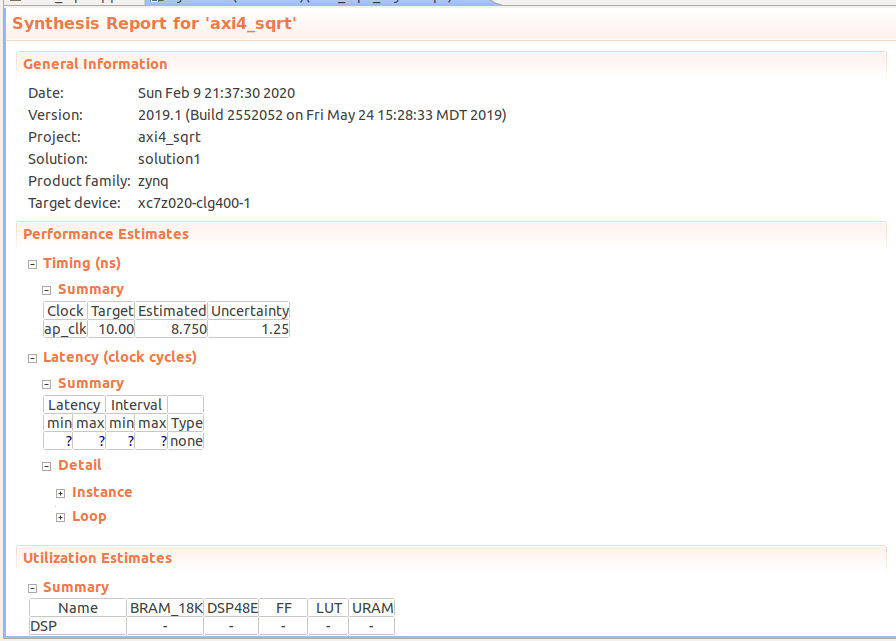 Synthesis Report for 'axi4_sqrt'
General Information
Date: Sun Feb 9 21:37:30 2020
Version: 2019.1 (Build 2552052 on Fri May 24 15:28:33 MDT 2019)
Project: axi4_sqrt
Solution: solution1
Product family: zynq
Target device: xc7z020-clg400-1
Performance Estimates
Timing (ns)
Summary
Clock Target Estimated Uncertainty
ap_clk 10.00 8.750 1.25
Latency (clock cycles)
Summary
Latency Interval
min max min max Type
? ? ? ? none
Detail
Instance
Loop
Utilization Estimates
Summary
Name BRAM_18K DSP48E FF LUT URAM
DSP - - - - -